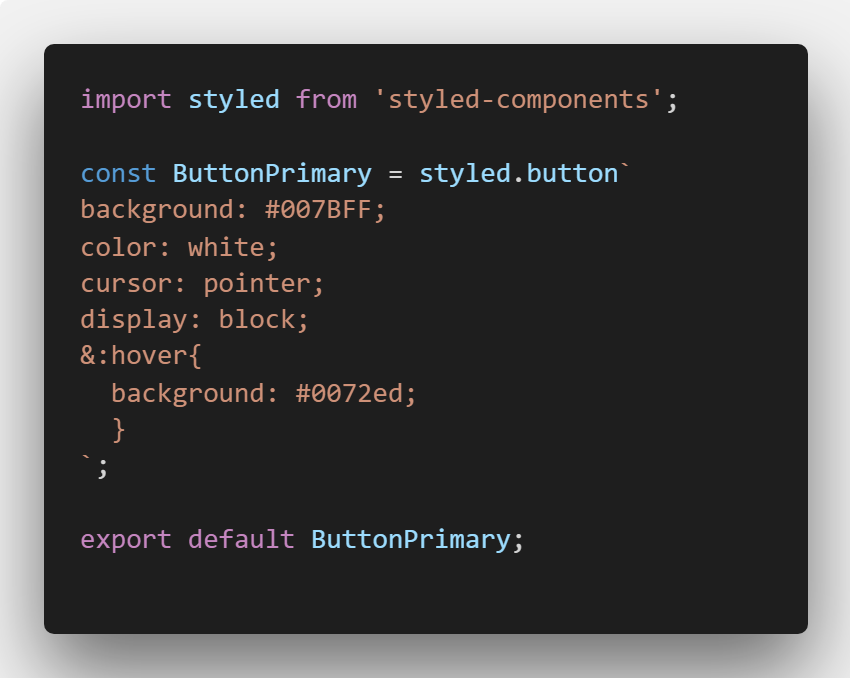 import styled from 'styled-components';

const ButtonPrimary = styled.button`
background: #007BFF;
color: white;
cursor: pointer;
display: block;
&:hover{
  background: #0072ed;
  }
`;

export default ButtonPrimary;